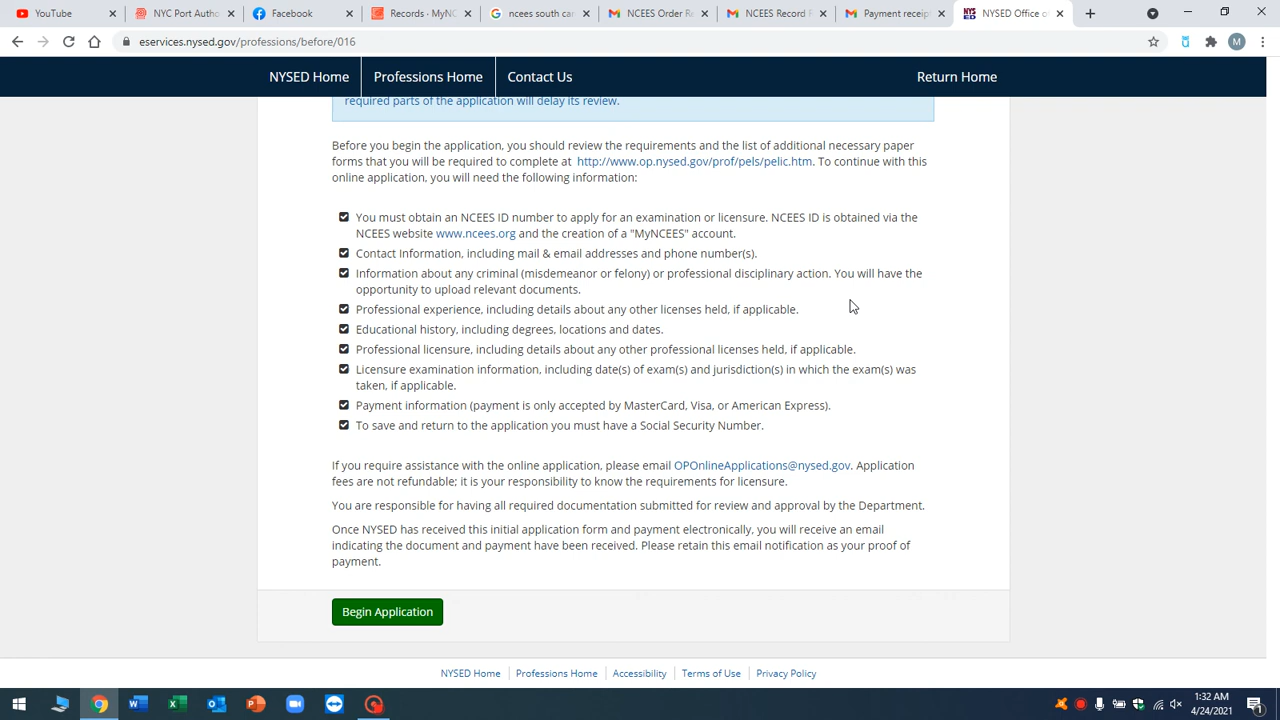 YouTube
NYC Port Autho
Facebook
Records - MyNC
ncees south car
NCEES Order Re
NCEES Record R
Payment receip
NYSED Office o
eservices.nysed.gov/professions/before/016
M
NYSED Home
Professions Home
Contact Us
Return Home
required parts of the application will delay its review.
Before you begin the application, you should review the requirements and the list of additional necessary paper
forms that you will be required to complete at http://www.op.nysed.gov/prof/pels/pelic.htm. To continue with this
online application, you will need the following information:
You must obtain an NCEES ID number to apply for an examination or licensure. NCEES ID is obtained via the
NCEES website www.ncees.org and the creation of a "MyNCEES" account.
Contact Information, including mail & email addresses and phone number(s).
Information about any criminal (misdemeanor or felony) or professional disciplinary action. You will have the
opportunity to upload relevant documents.
Professional experience, including details about any other licenses held, if applicable.
Educational history, including degrees, locations and dates.
Professional licensure, including details about any other professional licenses held, if applicable.
Licensure examination information, including date(s) of exam(s) and jurisdiction(s) in which the exam(s) was
taken, if applicable.
Payment information (payment is only accepted by MasterCard, Visa, or American Express).
To save and return to the application you must have a Social Security Number.
If you require assistance with the online application, please email OPOnlineApplications@nysed.gov. Application
fees are not refundable; it is your responsibility to know the requirements for licensure.
You are responsible for having all required documentation submitted for review and approval by the Department.
Once NYSED has received this initial application form and payment electronically, you will receive an email
indicating the document and payment have been received. Please retain this email notification as your proof of
payment.
Begin Application
NYSED Home
Professions Home
Accessibility
Terms of Use
Privacy Policy
1:32 AM
4/24/2021